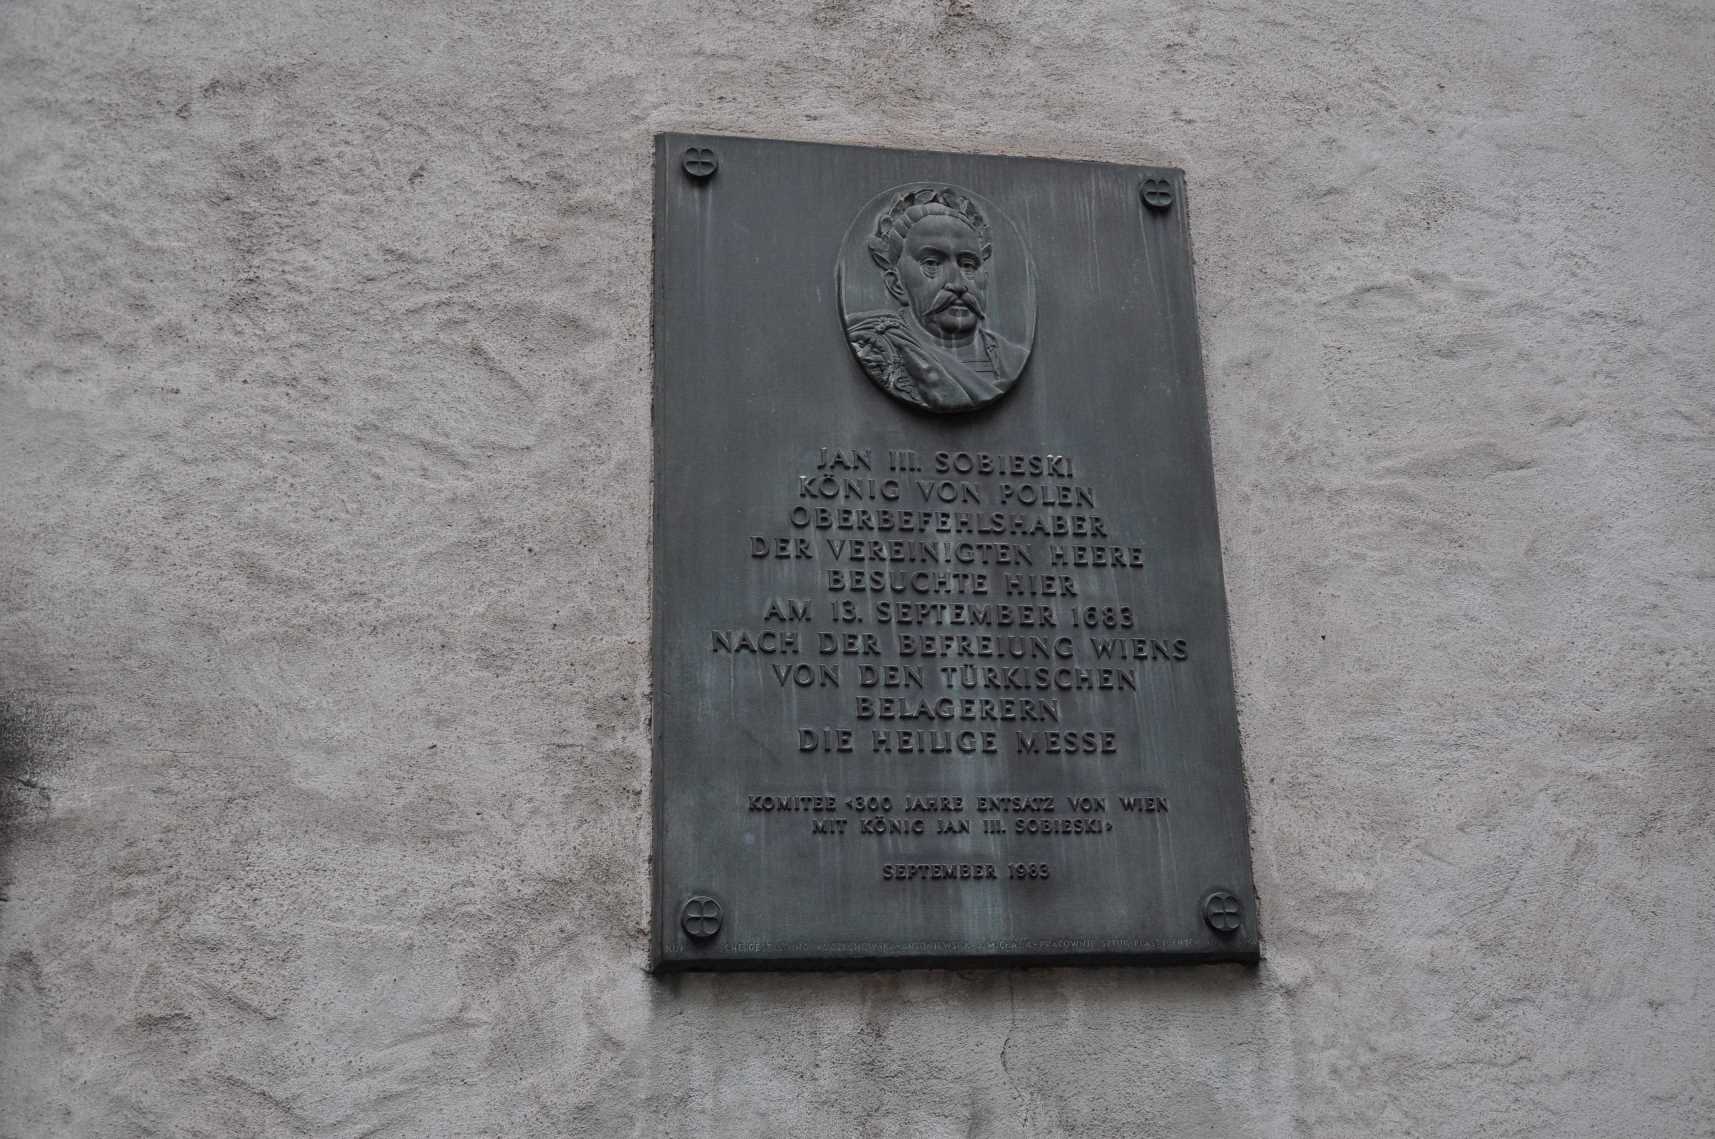 JAN III. SOBIESKI
KÖNIG VON POLEN
OBERBEFEHLSHABER
DER VEREINIGTEN HEERE
BESUCHTE HIER
AM 13. SEPTEMBER 1683
NACH DER BEFREIUNG WIENS
VON DEN TÜRKISCHEN
BELAGERERN
DIE HEILIGE MESSE
KOMITEE ‹300 JAHRE ENTSATZ VON WIEN
MIT KÖNIG JAN III. SOBIESKI›
SEPTEMBER 1983